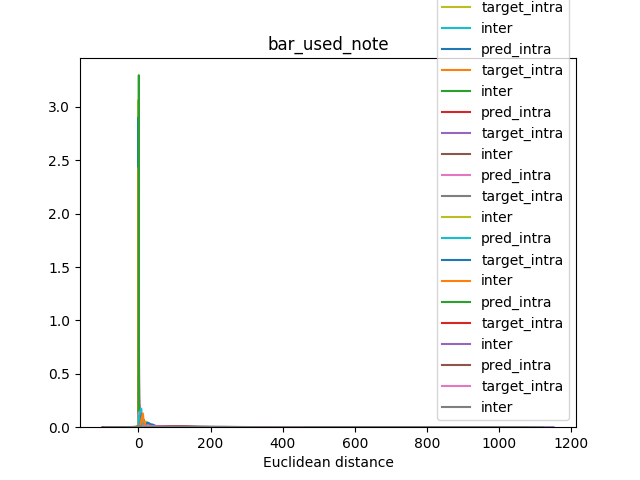 bar_used_note
target_intra
inter
pred_intra
target_intra
inter
pred_intra
target_intra
inter
pred_intra
target_intra
inter
pred_intra
target_intra
inter
pred_intra
target_intra
inter
pred_intra
target_intra
inter
3.0
2.5
2.0
1.5
1.0
0.5
0.0
0 200 400 600 800 1000 1200
Euclidean distance